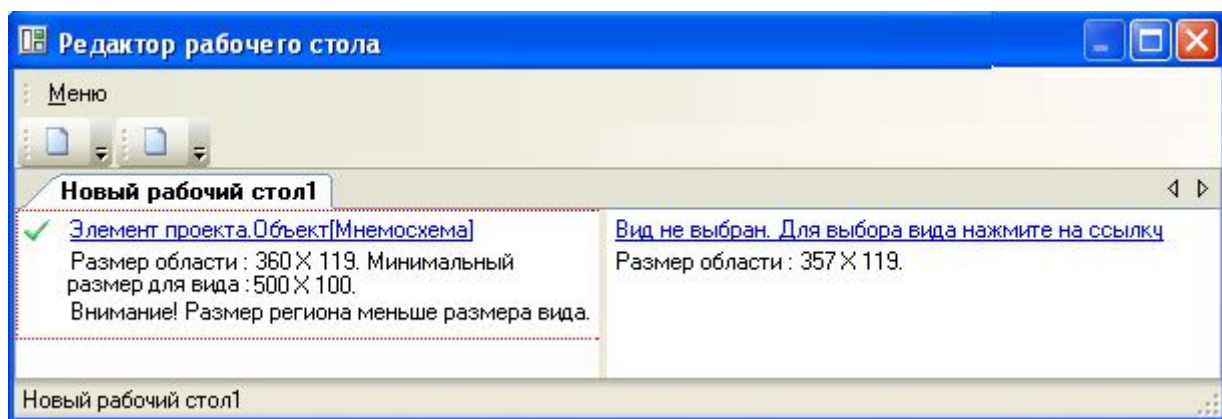 Редактор рабочего стола
Меню
Новый рабочий стол1
Элемент проекта.Объект[Мнемосхема]
Размер области : 360 X 119. Минимальный
размер для вида : 500 X 100.
Внимание! Размер региона меньше размера вида.
Вид не выбран. Для выбора вида нажмите на ссылку
Размер области : 357 X 119.
Новый рабочий стол1